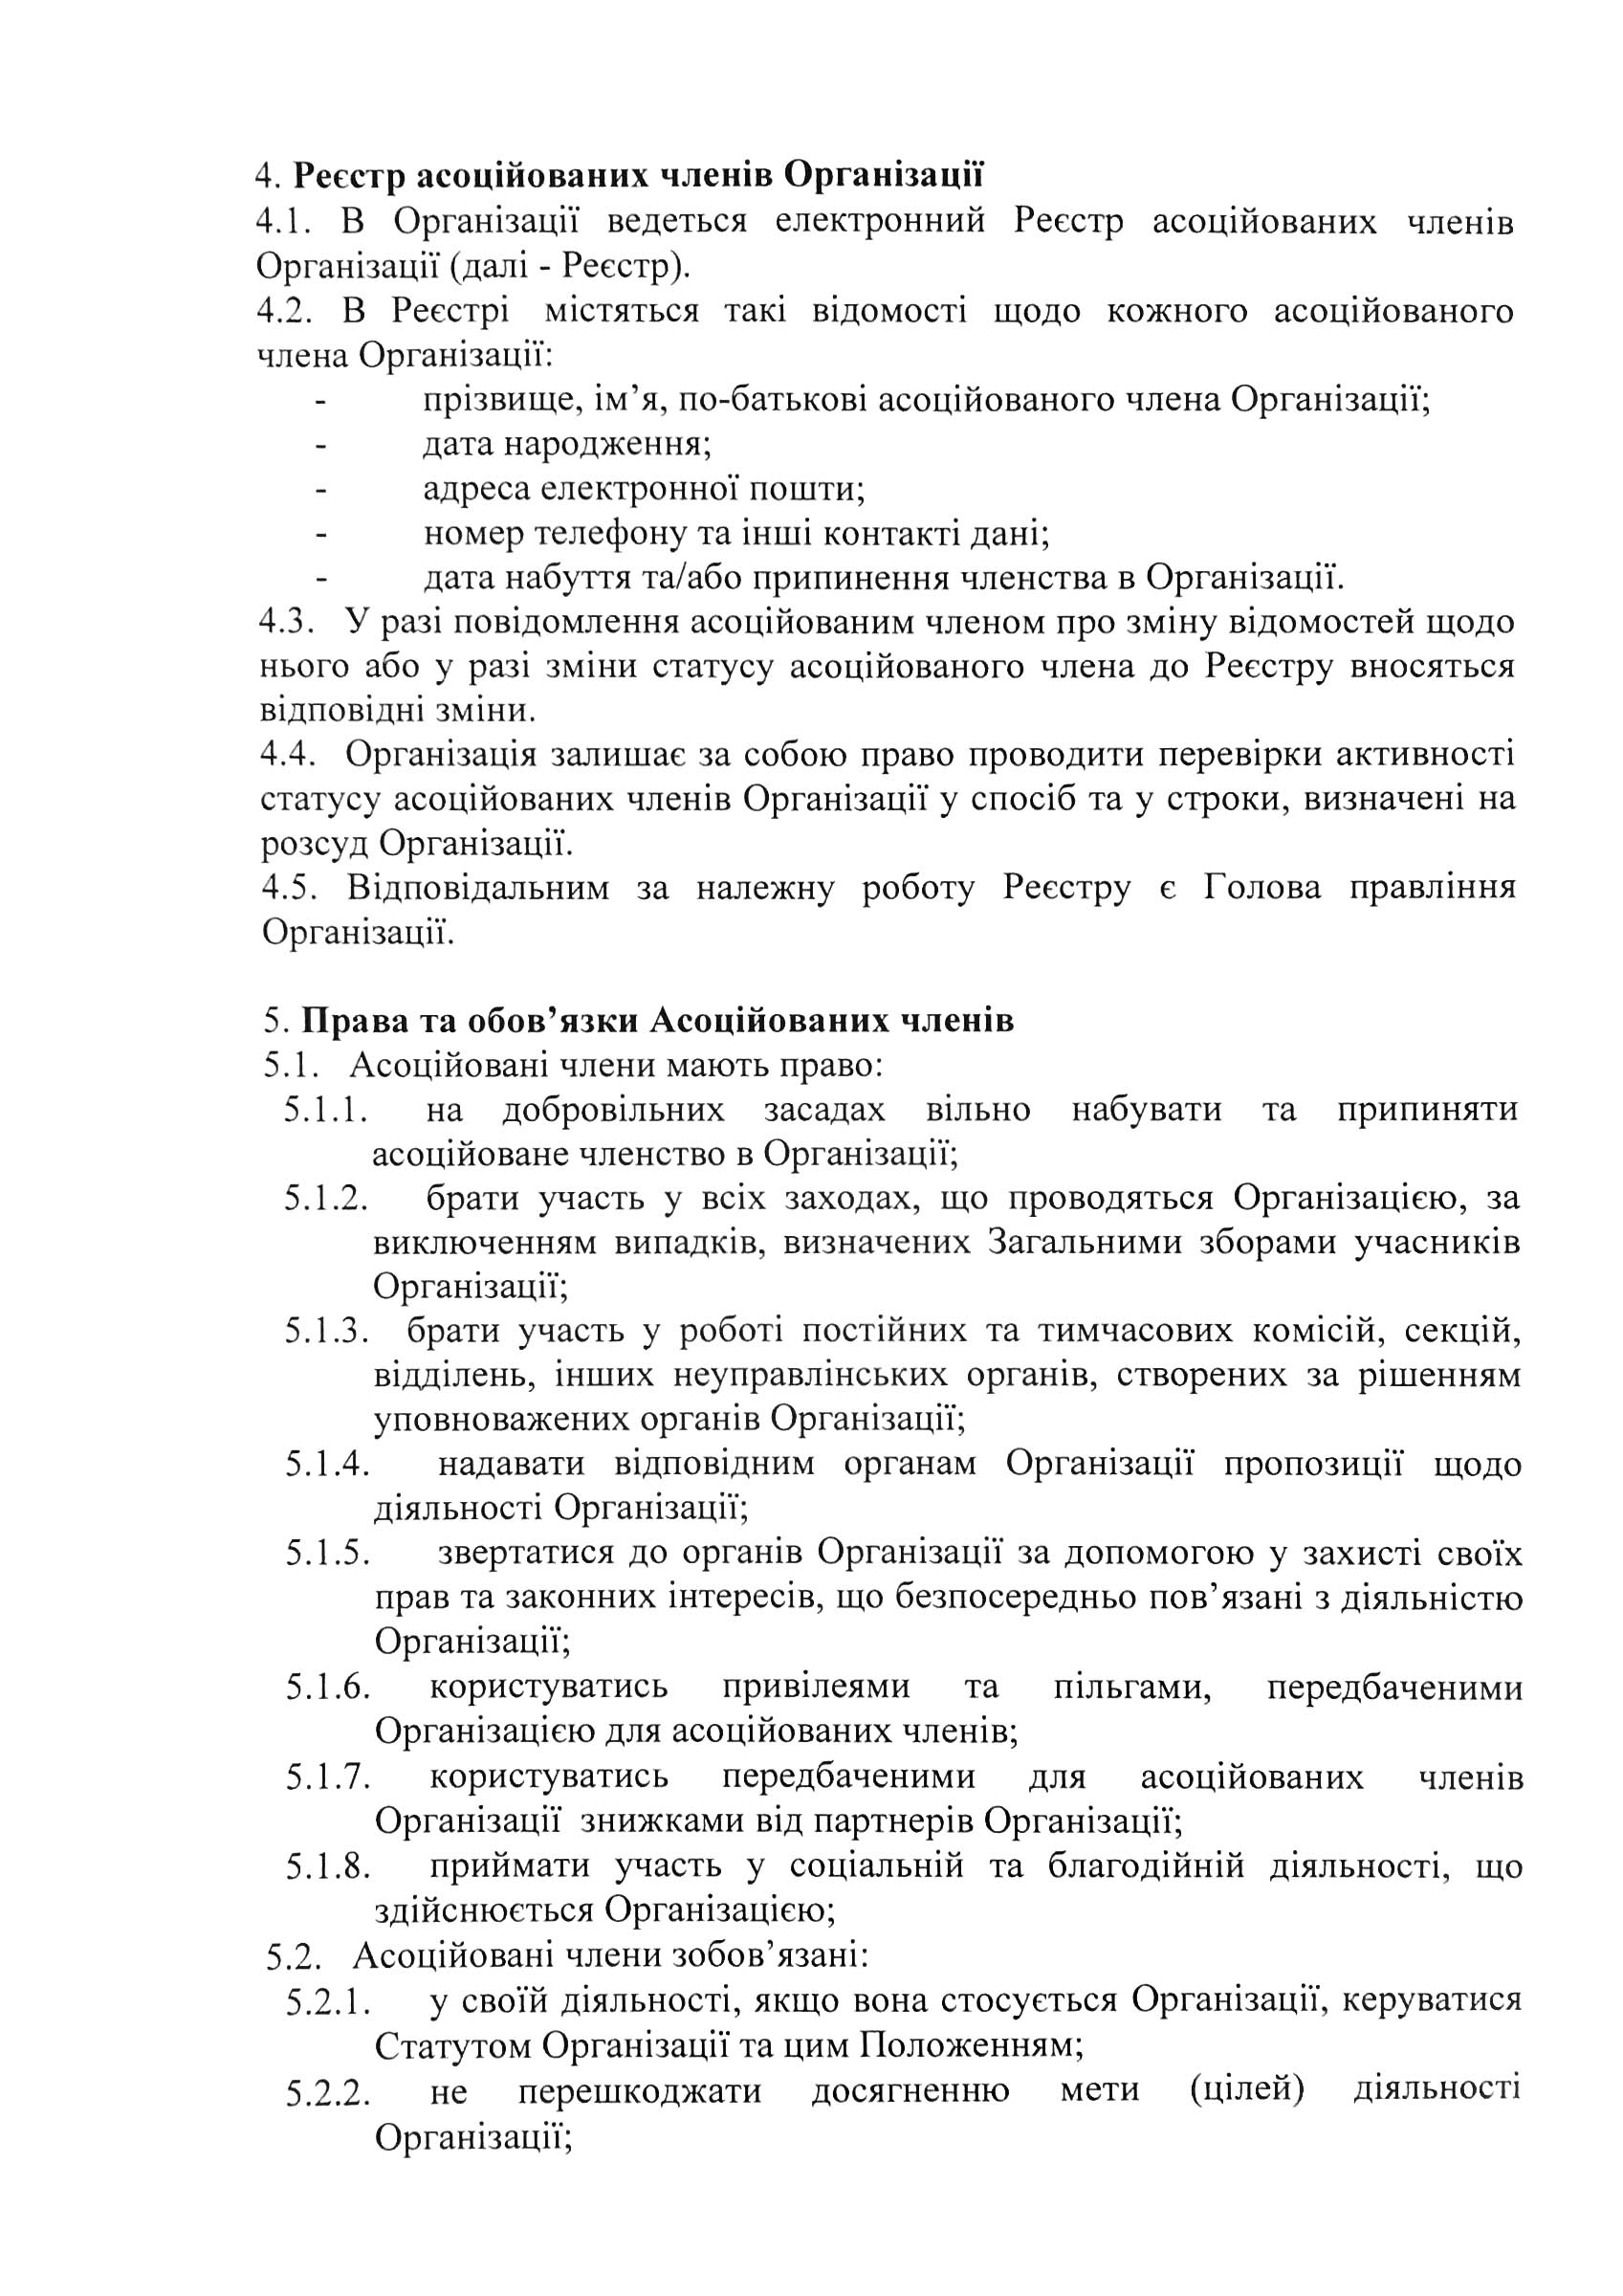 4. Реєстр асоційованих членів Організації
4.1. В Організації ведеться електронний Реєстр асоційованих членів
Організації (далі - Реєстр).
4.2. В Реєстрі містяться такі відомості щодо кожного асоційованого
члена Організації:
- прізвище, ім’я, по-батькові асоційованого члена Організації;
- дата народження;
- адреса електронної пошти;
- номер телефону та інші контакті дані;
- дата набуття та/або припинення членства в Організації.
4.3. У разі повідомлення асоційованим членом про зміну відомостей щодо
нього або у разі зміни статусу асоційованого члена до Реєстру вносяться
відповідні зміни.
4.4. Організація залишає за собою право проводити перевірки активності
статусу асоційованих членів Організації у спосіб та у строки, визначені на
розсуд Організації.
4.5. Відповідальним за належну роботу Реєстру є Голова правління
Організації.
5. Права та обов’язки Асоційованих членів
5.1. Асоційовані члени мають право:
5.1.1. на добровільних засадах вільно набувати та припиняти
асоційоване членство в Організації;
5.1.2. брати участь у всіх заходах, що проводяться Організацією, за
виключенням випадків, визначених Загальними зборами учасників
Організації;
5.1.3. брати участь у роботі постійних та тимчасових комісій, секцій,
відділень, інших неуправлінських органів, створених за рішенням
уповноважених органів Організації;
5.1.4. надавати відповідним органам Організації пропозиції щодо
діяльності Організації;
5.1.5. звертатися до органів Організації за допомогою у захисті своїх
прав та законних інтересів, що безпосередньо пов’язані з діяльністю
Організації;
5.1.6. користуватись привілеями та пільгами, передбаченими
Організацією для асоційованих членів;
5.1.7. користуватись передбаченими для асоційованих членів
Організації знижками від партнерів Організації;
5.1.8. приймати участь у соціальній та благодійній діяльності, що
здійснюється Організацією;
5.2. Асоційовані члени зобов’язані:
5.2.1. у своїй діяльності, якщо вона стосується Організації, керуватися
Статутом Організації та цим Положенням;
5.2.2. не перешкоджати досягненню мети (цілей) діяльності
Організації;